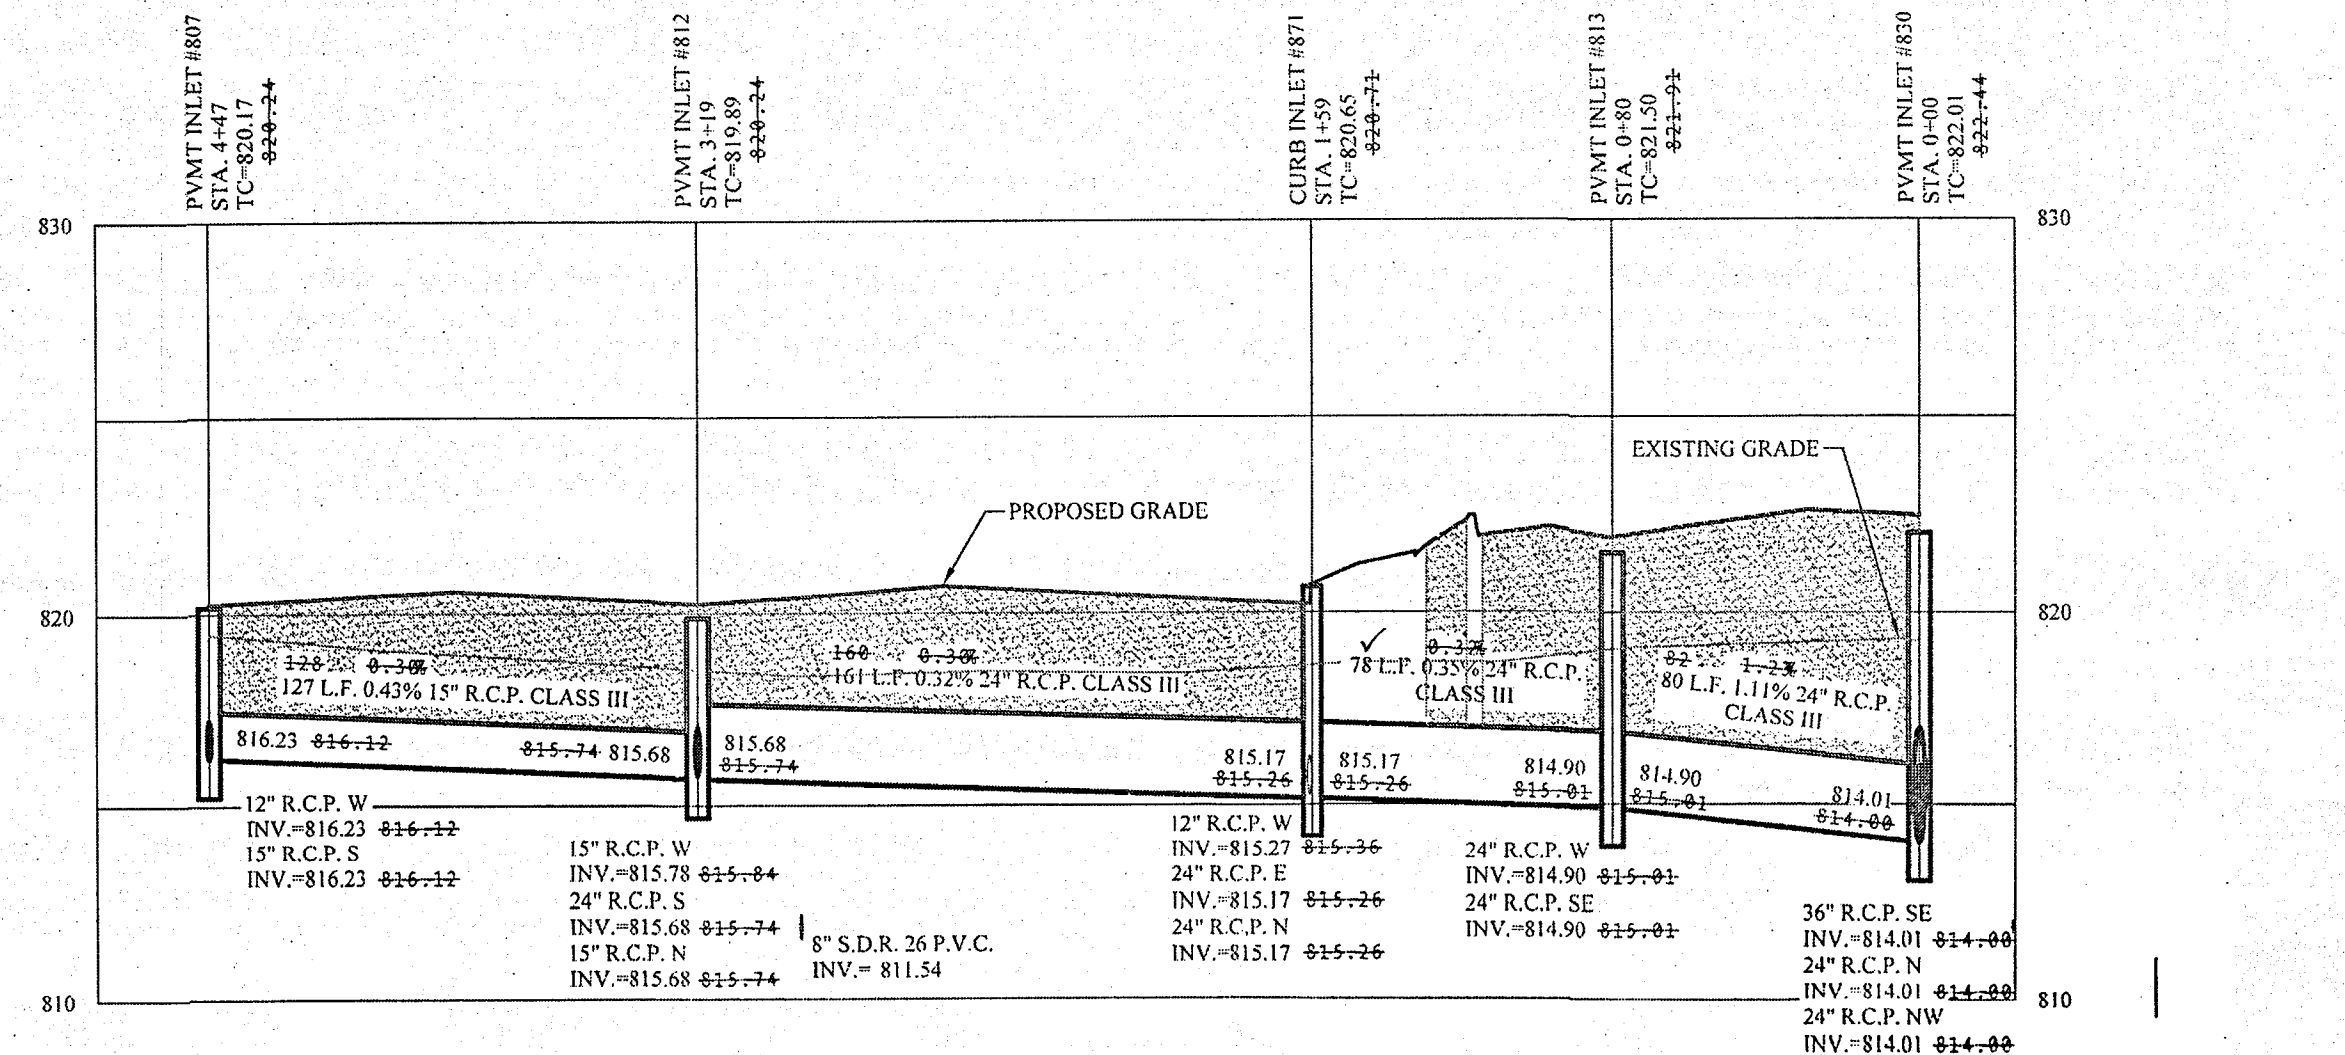 PVMT INLET #807
STA. 4+47
TC=820.17
820.24
PVMT INLET #812
STA. 3+19
TC=819.89
820.24
CURB INLET #871
STA. 1+59
TC=820.65
820.71
PVMT INLET #813
STA. 0+80
TC=821.50
821.91
PVMT INLET #830
STA. 0+00
TC=822.01
822.44
830
830
EXISTING GRADE
PROPOSED GRADE
820
820
128 0.30%
127 L.F. 0.43% 15" R.C.P. CLASS III
160 0.30%
161 L.F. 0.32% 24" R.C.P. CLASS III
✓ 0.32%
78 L.F. 0.35% 24" R.C.P.
CLASS III
82 1.23%
80 L.F. 1.11% 24" R.C.P.
CLASS III
816.23 816.12
815.74 815.68
815.68
815.74
815.17
815.26
815.17
815.26
814.90
815.01
814.90
815.01
814.01
814.00
12" R.C.P. W
INV.=816.23 816.12
15" R.C.P. S
INV.=816.23 816.12
15" R.C.P. W
INV.=815.78 815.84
24" R.C.P. S
INV.=815.68 815.74
15" R.C.P. N
INV.=815.68 815.74
8" S.D.R. 26 P.V.C.
INV.= 811.54
12" R.C.P. W
INV.=815.27 815.36
24" R.C.P. E
INV.=815.17 815.26
24" R.C.P. N
INV.=815.17 815.26
24" R.C.P. W
INV.=814.90 815.01
24" R.C.P. SE
INV.=814.90 815.01
36" R.C.P. SE
INV.=814.01 814.00
24" R.C.P. N
INV.=814.01 814.00
24" R.C.P. NW
INV.=814.01 814.00
810
810